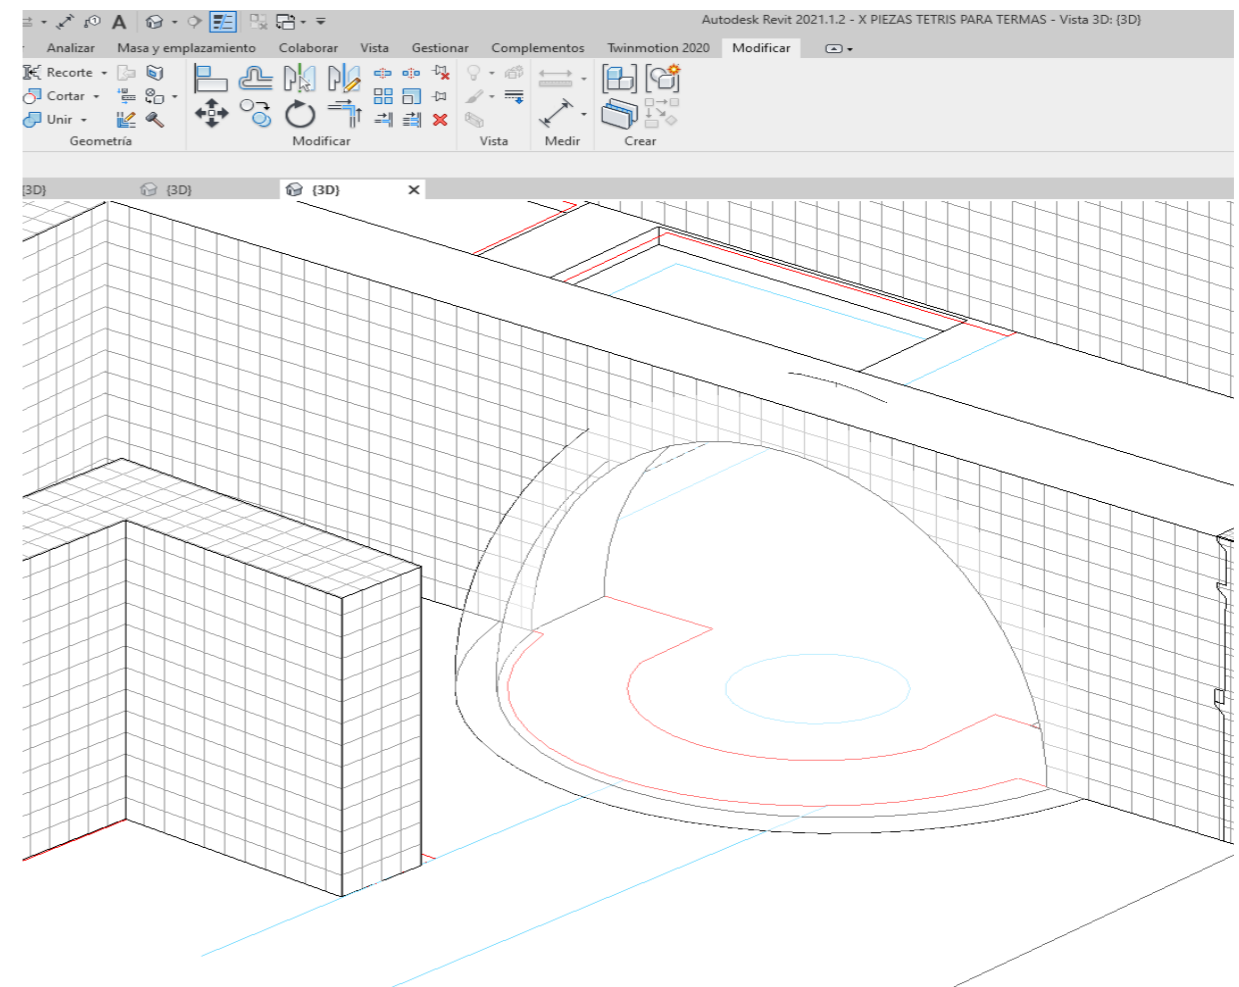 A
Autodesk Revit 2021.1.2 - X PIEZAS TETRIS PARA TERMAS - Vista 3D: {3D}
Analizar Masa y emplazamiento Colaborar Vista Gestionar Complementos Twinmotion 2020 Modificar
Recorte
Cortar
Unir
Geometría Modificar Vista Medir Crear
{3D} {3D} {3D}